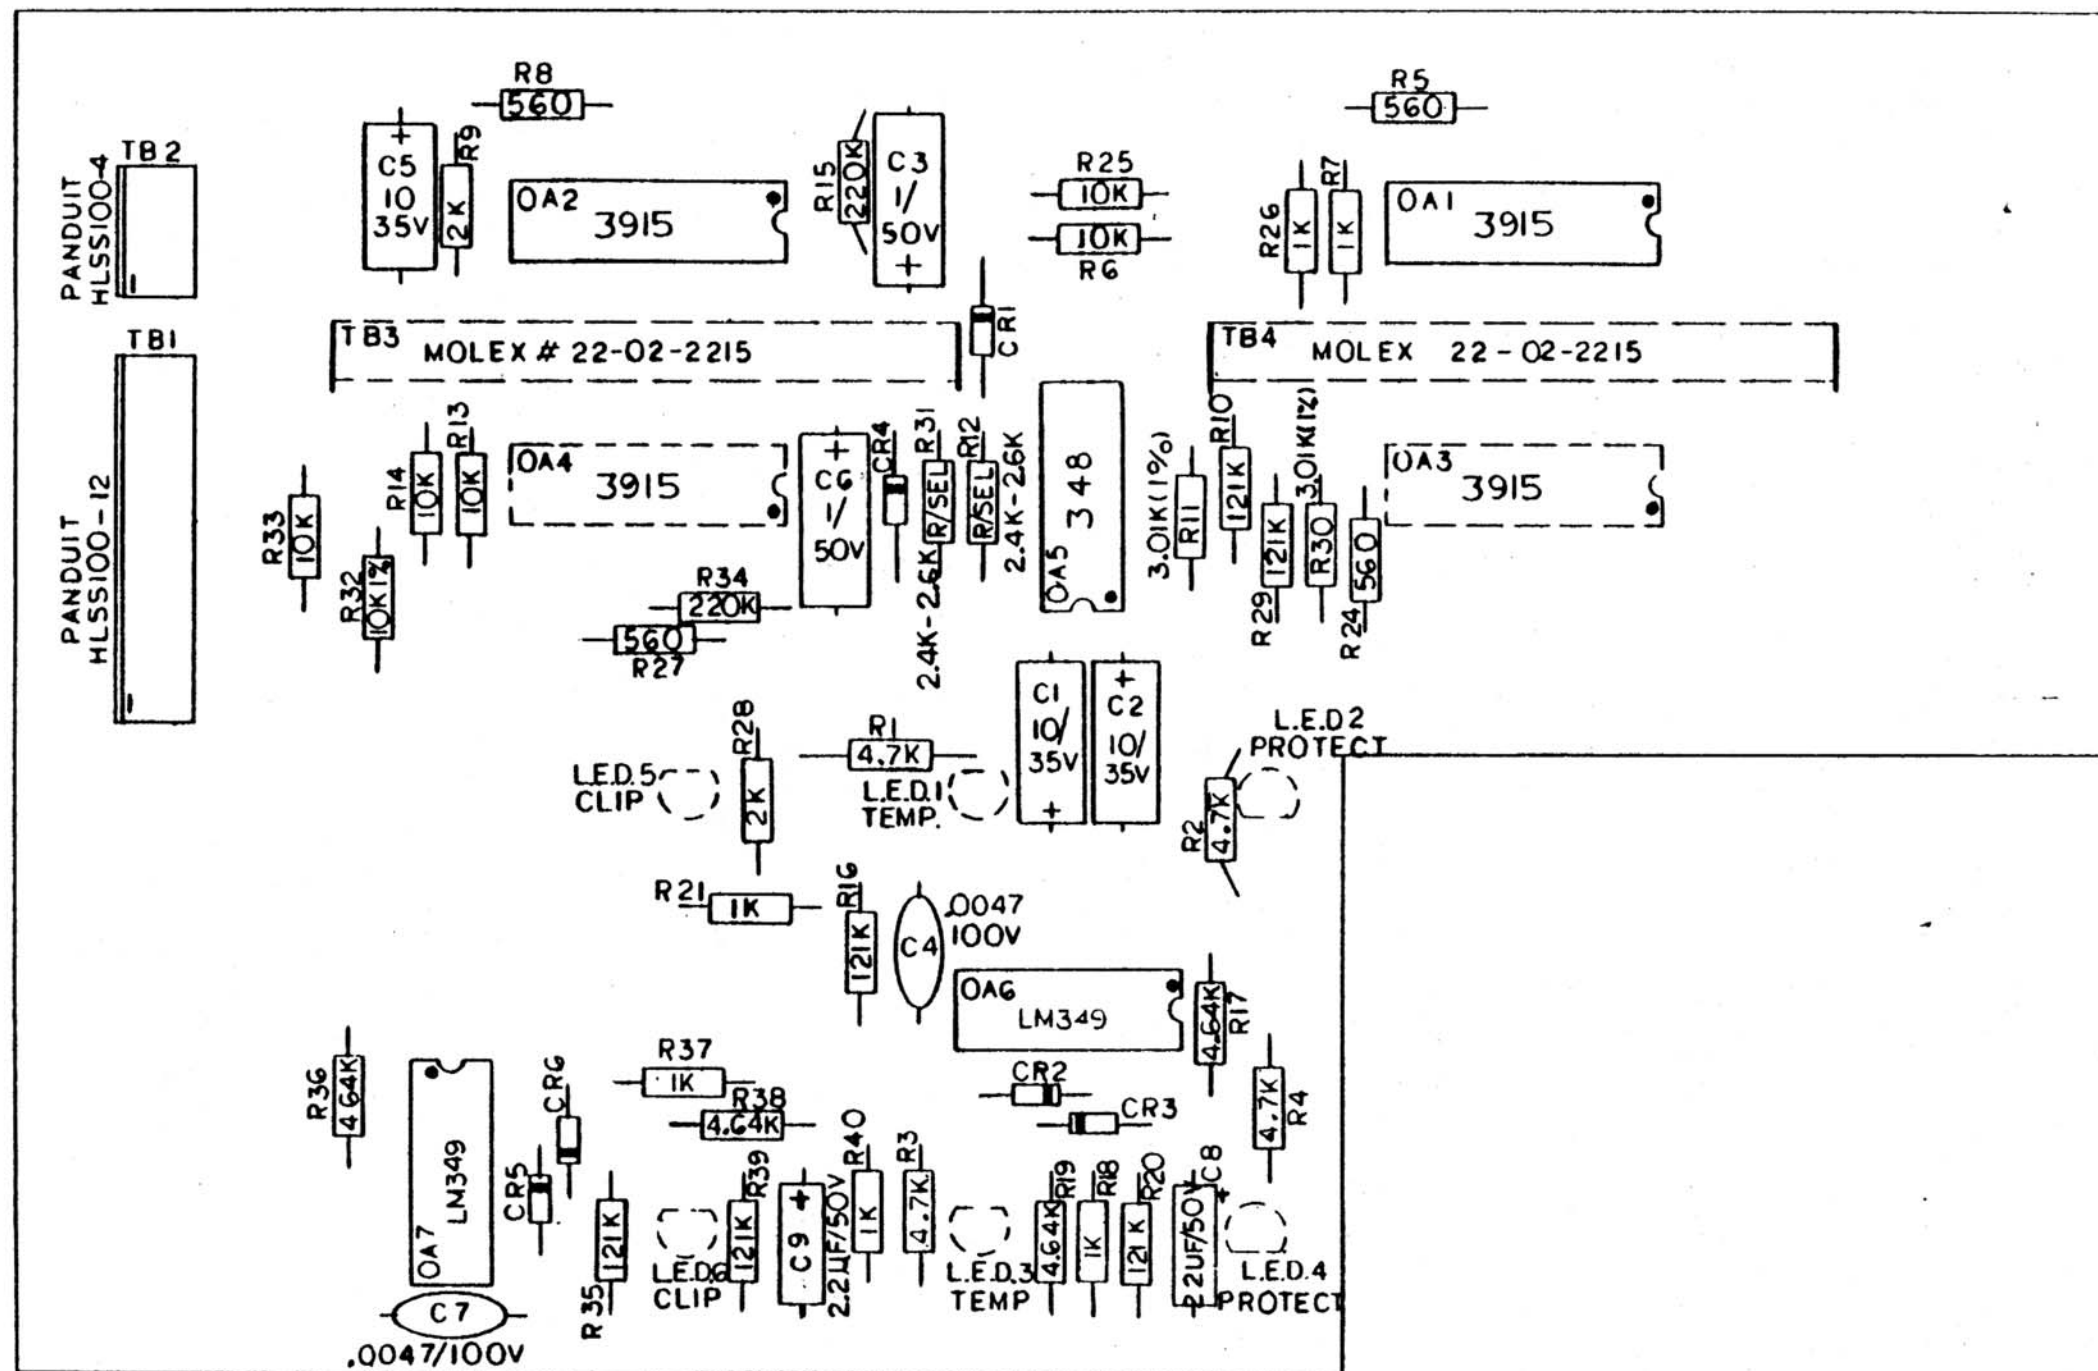 R8
560
R5
560
TB2
PANDUIT
HLSS100-4
+
C5
10
35V
R9
2K
OA2
3915
R15
220K
C3
1/
50V
+
R25
10K
10K
R6
R26
1K
R7
1K
OA1
3915
TB1
PANDUIT
HLSS100-12
TB3
MOLEX # 22-02-2215
CR1
TB4
MOLEX 22-02-2215
R33
10K
R32
10K1%
R14
10K
R13
10K
OA4
3915
+
C6
1/
50V
CR4
R31
R/SEL
2.4K-2.6K
R12
R/SEL
2.4K-2.6K
OA5
348
3.01K(1%)
R11
R10
121K
R29
121K
3.01K(1%)
R30
R24
560
OA3
3915
R34
220K
560
R27
C1
10/
35V
+
+
C2
10/
35V
L.E.D2
PROTECT
R28
2K
R1
4.7K
L.E.D.5
CLIP
L.E.D.1
TEMP.
R2
4.7K
R21
1K
R16
121K
C4
.0047
100V
OA6
LM349
R17
4.64K
R36
464K
OA7
LM349
CR6
CR5
R37
1K
R38
4.64K
CR2
CR3
R4
4.7K
R35
121K
L.E.D.6
CLIP
R39
121K
+
C9
2.2UF/50V
R40
1K
R3
4.7K
L.E.D.3
TEMP
R19
4.64K
R18
1K
R20
121K
C8
+
22UF/50V
L.E.D.4
PROTECT
C7
.0047/100V